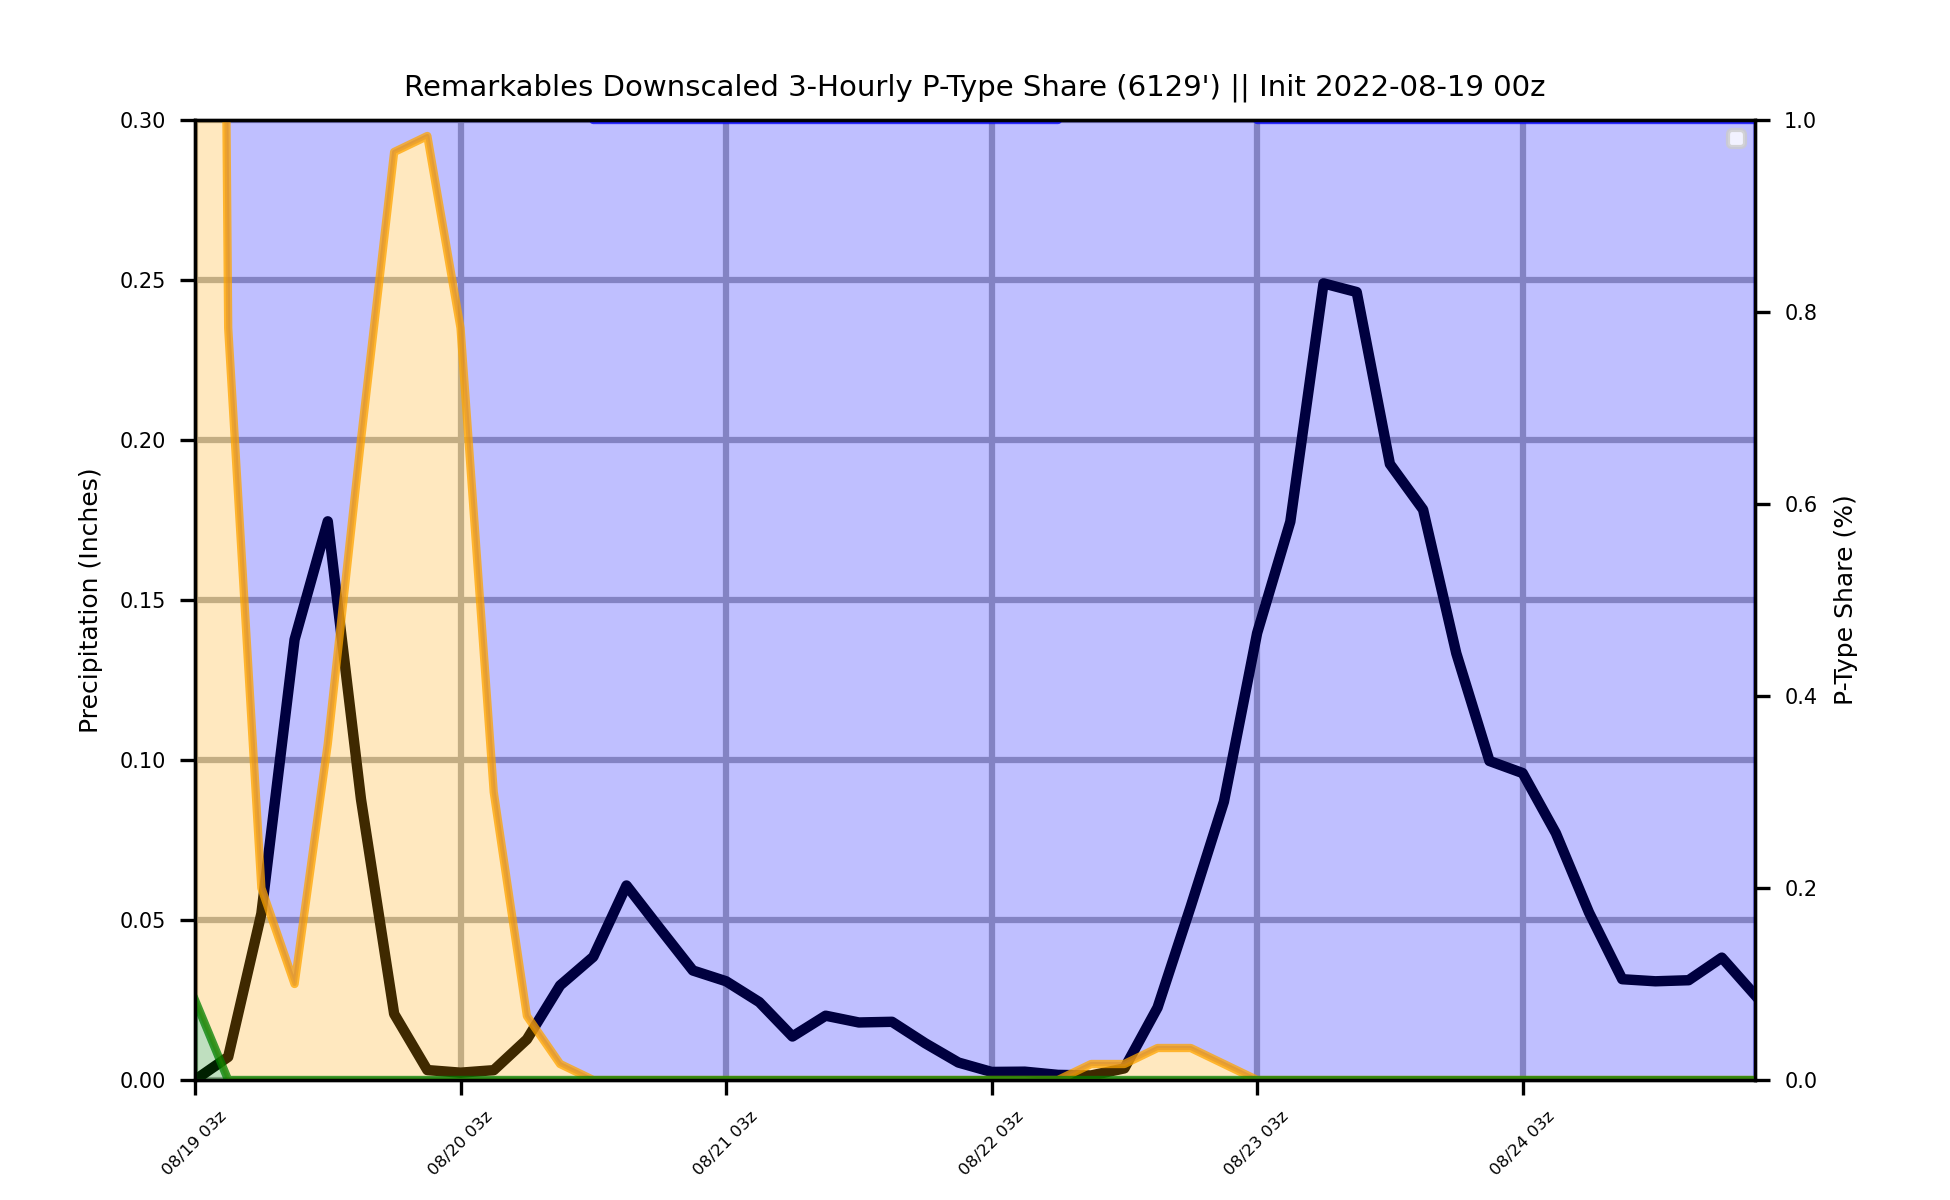 Remarkables Downscaled 3-Hourly P-Type Share (6129') || Init 2022-08-19 00z
Precipitation (Inches)
0.30
0.25
0.20
0.15
0.10
0.05
0.00
1.0
0.8
0.6
0.4
0.2
0.0
P-Type Share (%)
08/19 03z
08/20 03z
08/21 03z
08/22 03z
08/23 03z
08/24 03z